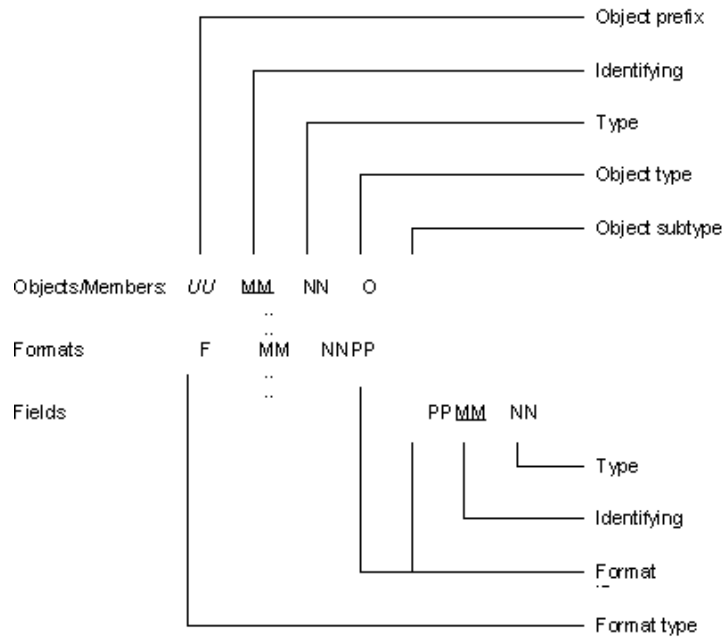 Object prefix
Identifying
Type
Object type
Object subtype
Objects/Members: UU MM NN O
Formats F MM NNPP
Fields PPMM NN
Type
Identifying
Format
Format type